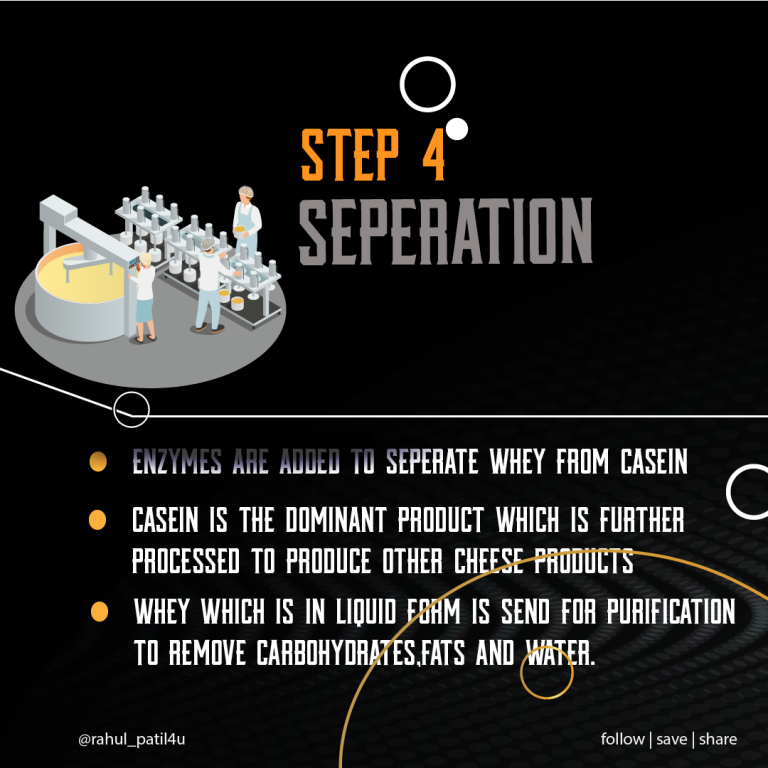 STEP 4
SEPERATION
ENZYMES ARE ADDED TO SEPERATE WHEY FROM CASEIN
CASEIN IS THE DOMINANT PRODUCT WHICH IS FURTHER
PROCESSED TO PRODUCE OTHER CHEESE PRODUCTS
WHEY WHICH IS IN LIQUID FORM IS SEND FOR PURIFICATION
TO REMOVE CARBOHYDRATES,FATS AND WATER.
@rahul_patil4u
follow | save | share